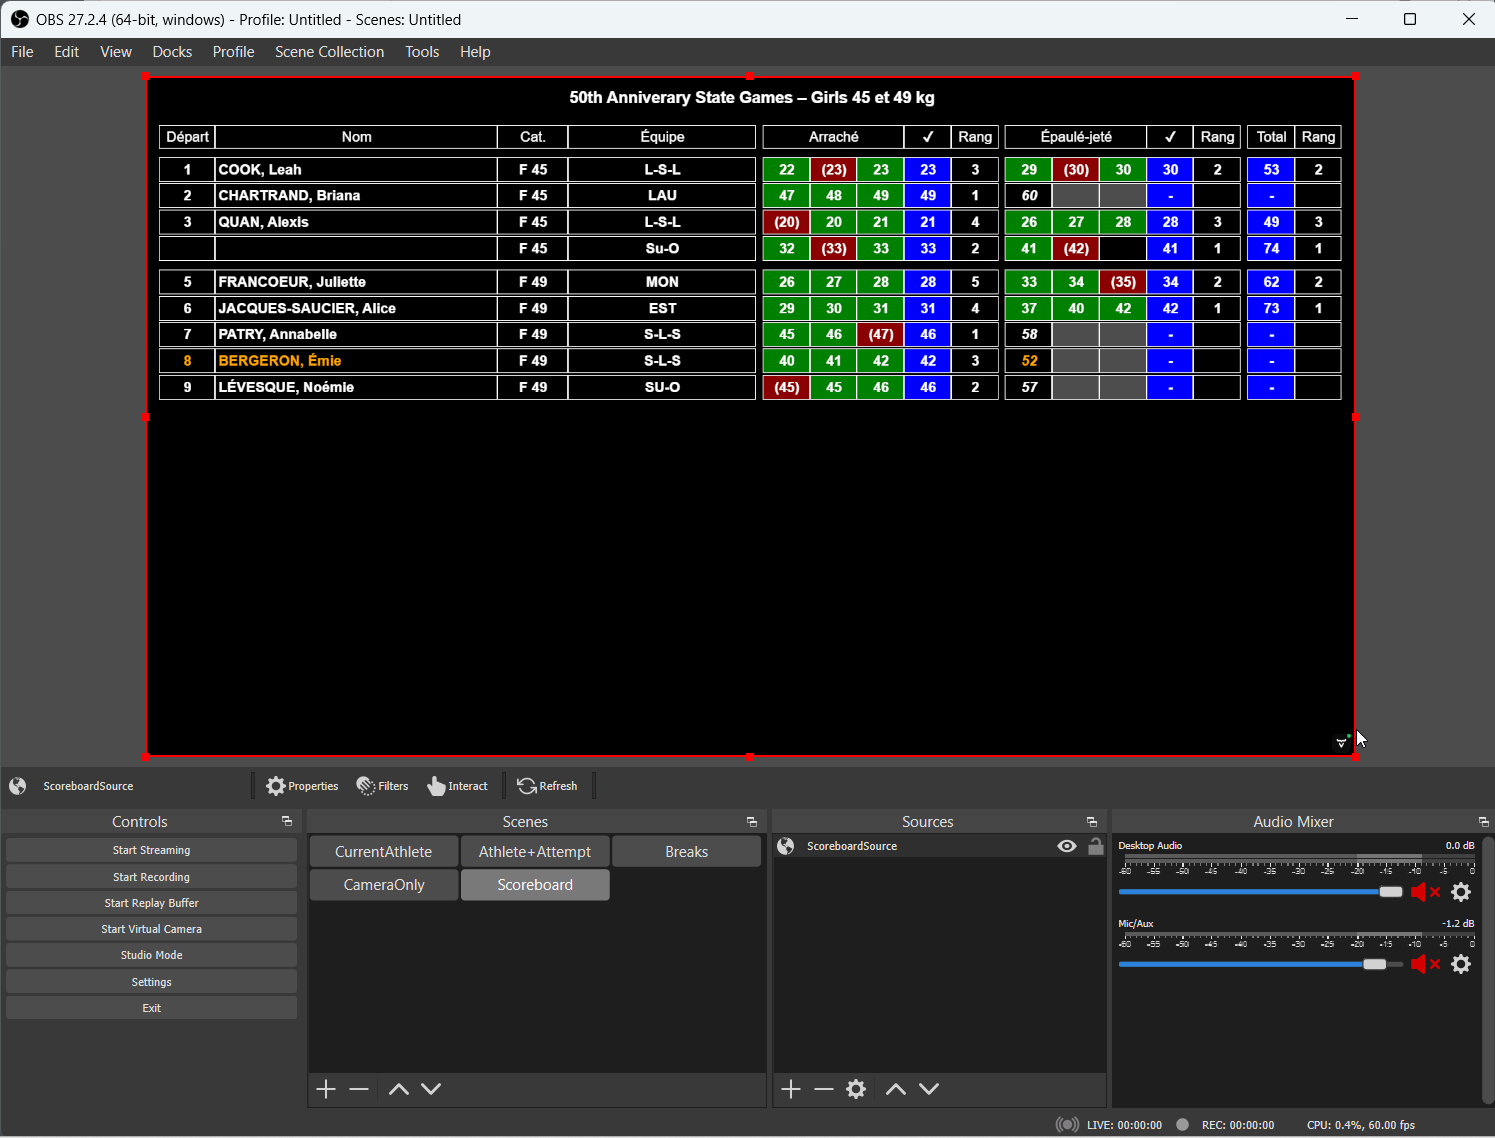 OBS 27.2.4 (64-bit, windows) - Profile: Untitled - Scenes: Untitled
File Edit View Docks Profile Scene Collection Tools Help
50th Anniverary State Games – Girls 45 et 49 kg
Départ Nom Cat. Équipe Arraché ✓ Rang Épaulé-jeté ✓ Rang Total Rang
1 COOK, Leah F 45 L-S-L 22 (23) 23 23 3 29 (30) 30 30 2 53 2
2 CHARTRAND, Briana F 45 LAU 47 48 49 49 1 60 - -
3 QUAN, Alexis F 45 L-S-L (20) 20 21 21 4 26 27 28 28 3 49 3
F 45 Su-O 32 (33) 33 33 2 41 (42) 41 1 74 1
5 FRANCOEUR, Juliette F 49 MON 26 27 28 28 5 33 34 (35) 34 2 62 2
6 JACQUES-SAUCIER, Alice F 49 EST 29 30 31 31 4 37 40 42 42 1 73 1
7 PATRY, Annabelle F 49 S-L-S 45 46 (47) 46 1 58 - -
8 BERGERON, Émie F 49 S-L-S 40 41 42 42 3 52 - -
9 LÉVESQUE, Noémie F 49 SU-O (45) 45 46 46 2 57 - -
ScoreboardSource Properties Filters Interact Refresh
Controls
Start Streaming
Start Recording
Start Replay Buffer
Start Virtual Camera
Studio Mode
Settings
Exit
Scenes
CurrentAthlete Athlete+Attempt Breaks
CameraOnly Scoreboard
Sources
ScoreboardSource
Audio Mixer
Desktop Audio 0.0 dB
-60 -55 -50 -45 -40 -35 -30 -25 -20 -15 -10 -5 0
Mic/Aux -1.2 dB
-60 -55 -50 -45 -40 -35 -30 -25 -20 -15 -10 -5 0
LIVE: 00:00:00 REC: 00:00:00 CPU: 0.4%, 60.00 fps